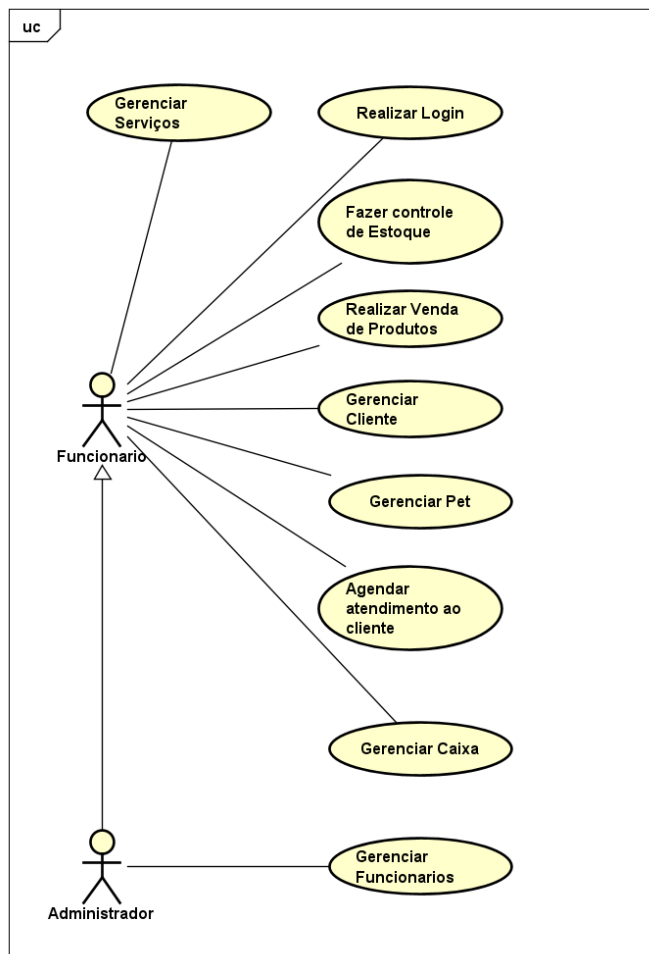 uc
Gerenciar
Serviços
Realizar Login
Fazer controle
de Estoque
Realizar Venda
de Produtos
Gerenciar
Cliente
Funcionario
Gerenciar Pet
Agendar
atendimento ao
cliente
Gerenciar Caixa
Gerenciar
Funcionarios
Administrador